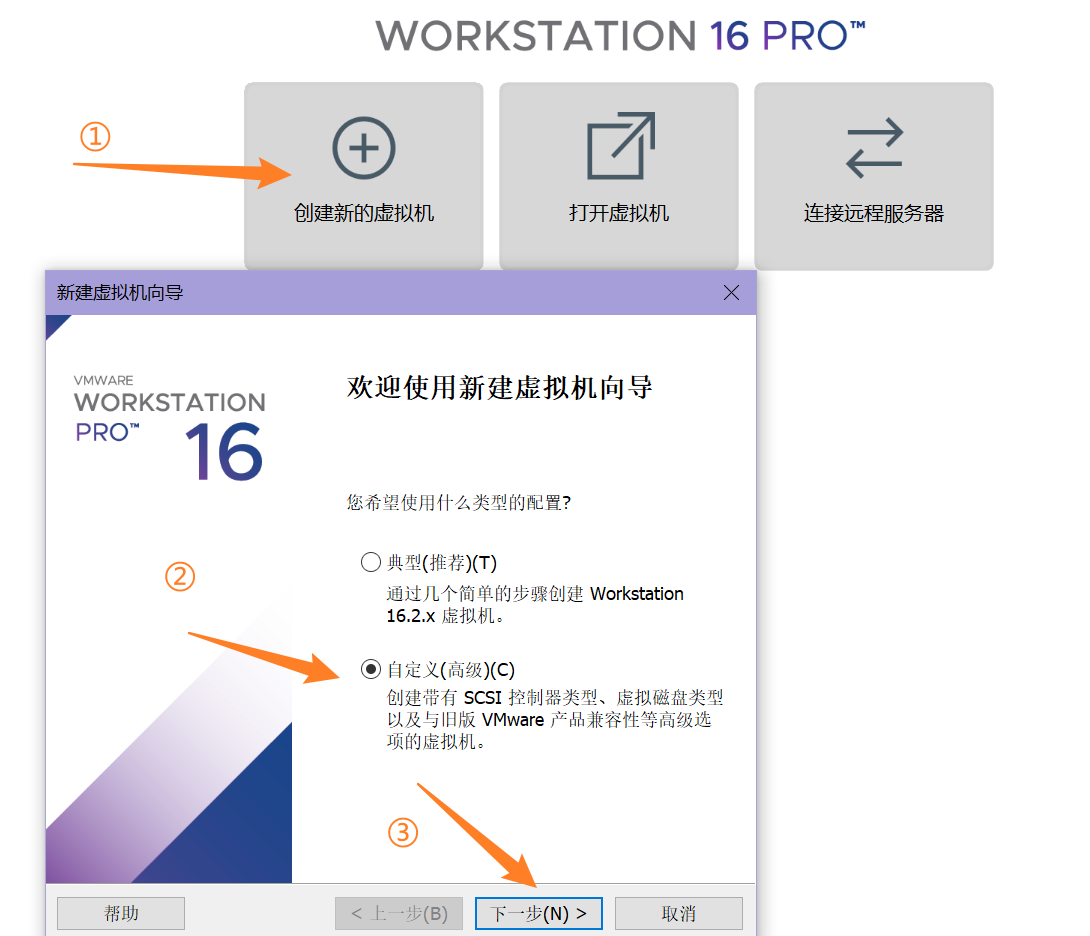 WORKSTATION 16 PRO™
①
创建新的虚拟机
打开虚拟机
连接远程服务器
新建虚拟机向导
VMWARE
WORKSTATION
PRO™ 16
欢迎使用新建虚拟机向导
您希望使用什么类型的配置?
典型(推荐)(T)
通过几个简单的步骤创建 Workstation
16.2.x 虚拟机。
②
自定义(高级)(C)
创建带有 SCSI 控制器类型、虚拟磁盘类型
以及与旧版 VMware 产品兼容性等高级选
项的虚拟机。
③
帮助
< 上一步(B)
下一步(N) >
取消